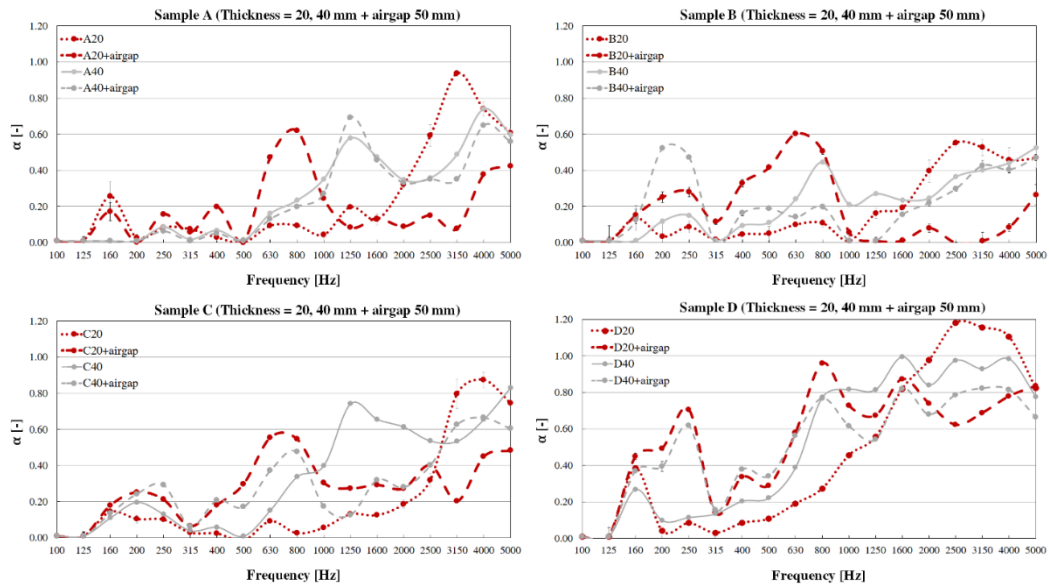 Sample A (Thickness = 20, 40 mm + airgap 50 mm)
1.20
1.00
0.80
0.60
0.40
0.20
0.00
α [-]
A20
A20+airgap
A40
A40+airgap
100 125 160 200 250 315 400 500 630 800 1000 1250 1600 2000 2500 3150 4000 5000
Frequency [Hz]
Sample B (Thickness = 20, 40 mm + airgap 50 mm)
1.20
1.00
0.80
0.60
0.40
0.20
0.00
α [-]
B20
B20+airgap
B40
B40+airgap
100 125 160 200 250 315 400 500 630 800 1000 1250 1600 2000 2500 3150 4000 5000
Frequency [Hz]
Sample C (Thickness = 20, 40 mm + airgap 50 mm)
1.20
1.00
0.80
0.60
0.40
0.20
0.00
α [-]
C20
C20+airgap
C40
C40+airgap
100 125 160 200 250 315 400 500 630 800 1000 1250 1600 2000 2500 3150 4000 5000
Frequency [Hz]
Sample D (Thickness = 20, 40 mm + airgap 50 mm)
1.20
1.00
0.80
0.60
0.40
0.20
0.00
α [-]
D20
D20+airgap
D40
D40+airgap
100 125 160 200 250 315 400 500 630 800 1000 1250 1600 2000 2500 3150 4000 5000
Frequency [Hz]